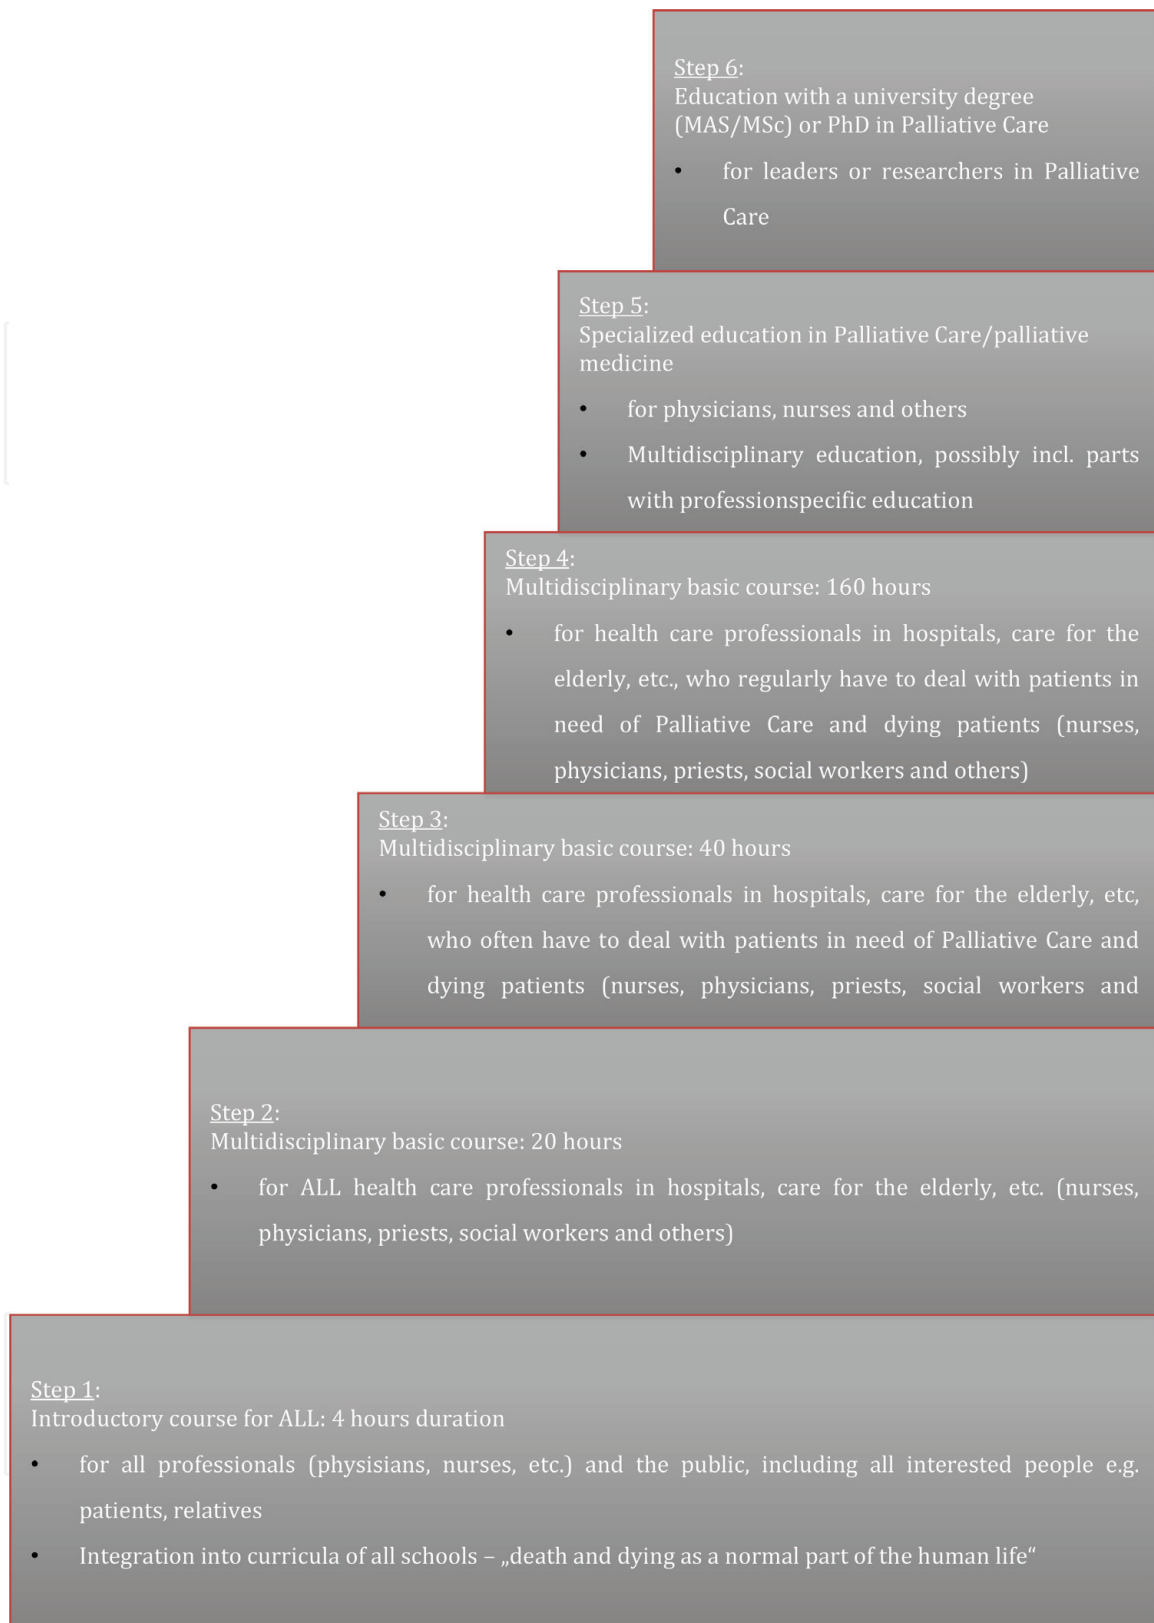 Step 6:
Education with a university degree
(MAS/MSc) or PhD in Palliative Care
• for leaders or researchers in Palliative
Care
Step 5:
Specialized education in Palliative Care/palliative
medicine
• for physicians, nurses and others
• Multidisciplinary education, possibly incl. parts
with professionspecific education
Step 4:
Multidisciplinary basic course: 160 hours
• for health care professionals in hospitals, care for the
elderly, etc., who regularly have to deal with patients in
need of Palliative Care and dying patients (nurses,
physicians, priests, social workers and others)
Step 3:
Multidisciplinary basic course: 40 hours
• for health care professionals in hospitals, care for the elderly, etc,
who often have to deal with patients in need of Palliative Care and
dying patients (nurses, physicians, priests, social workers and
Step 2:
Multidisciplinary basic course: 20 hours
• for ALL health care professionals in hospitals, care for the elderly, etc. (nurses,
physicians, priests, social workers and others)
Step 1:
Introductory course for ALL: 4 hours duration
• for all professionals (physisians, nurses, etc.) and the public, including all interested people e.g.
patients, relatives
• Integration into curricula of all schools – „death and dying as a normal part of the human life“